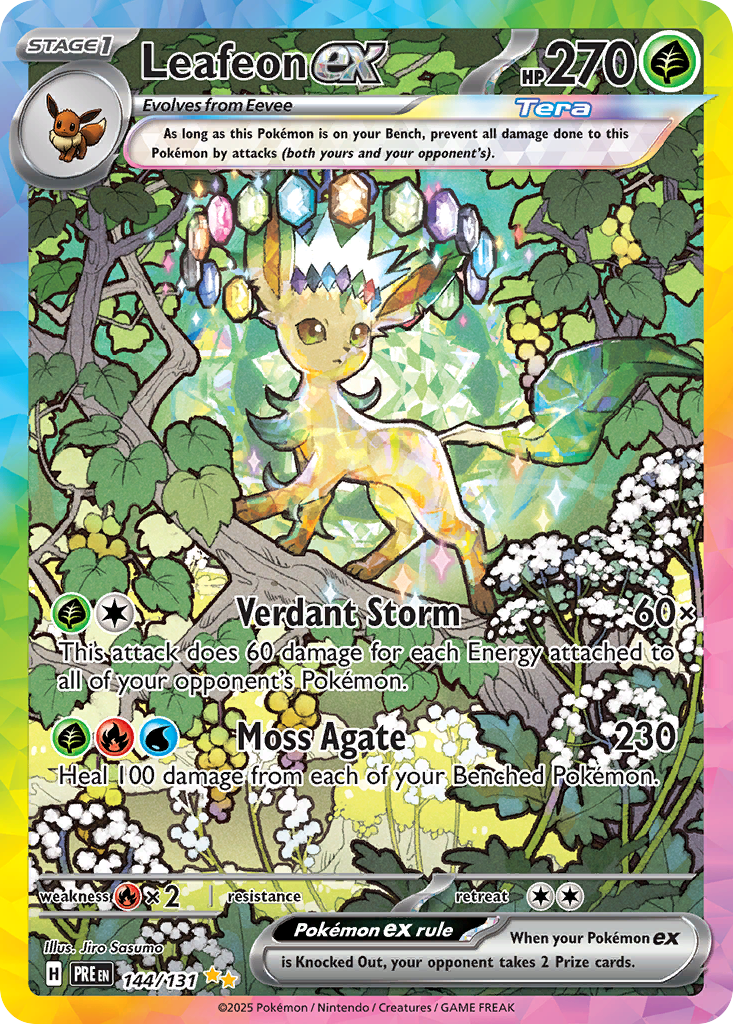 STAGE 1
Leafeon ex
HP 270
Evolves from Eevee
Tera
As long as this Pokémon is on your Bench, prevent all damage done to this
Pokémon by attacks (both yours and your opponent's).
Verdant Storm 60×
This attack does 60 damage for each Energy attached to
all of your opponent's Pokémon.
Moss Agate 230
Heal 100 damage from each of your Benched Pokémon.
weakness ×2 resistance retreat
Illus. Jiro Sasumo
Pokémon ex rule
When your Pokémon ex
is Knocked Out, your opponent takes 2 Prize cards.
H PRE EN 144/131
©2025 Pokémon / Nintendo / Creatures / GAME FREAK